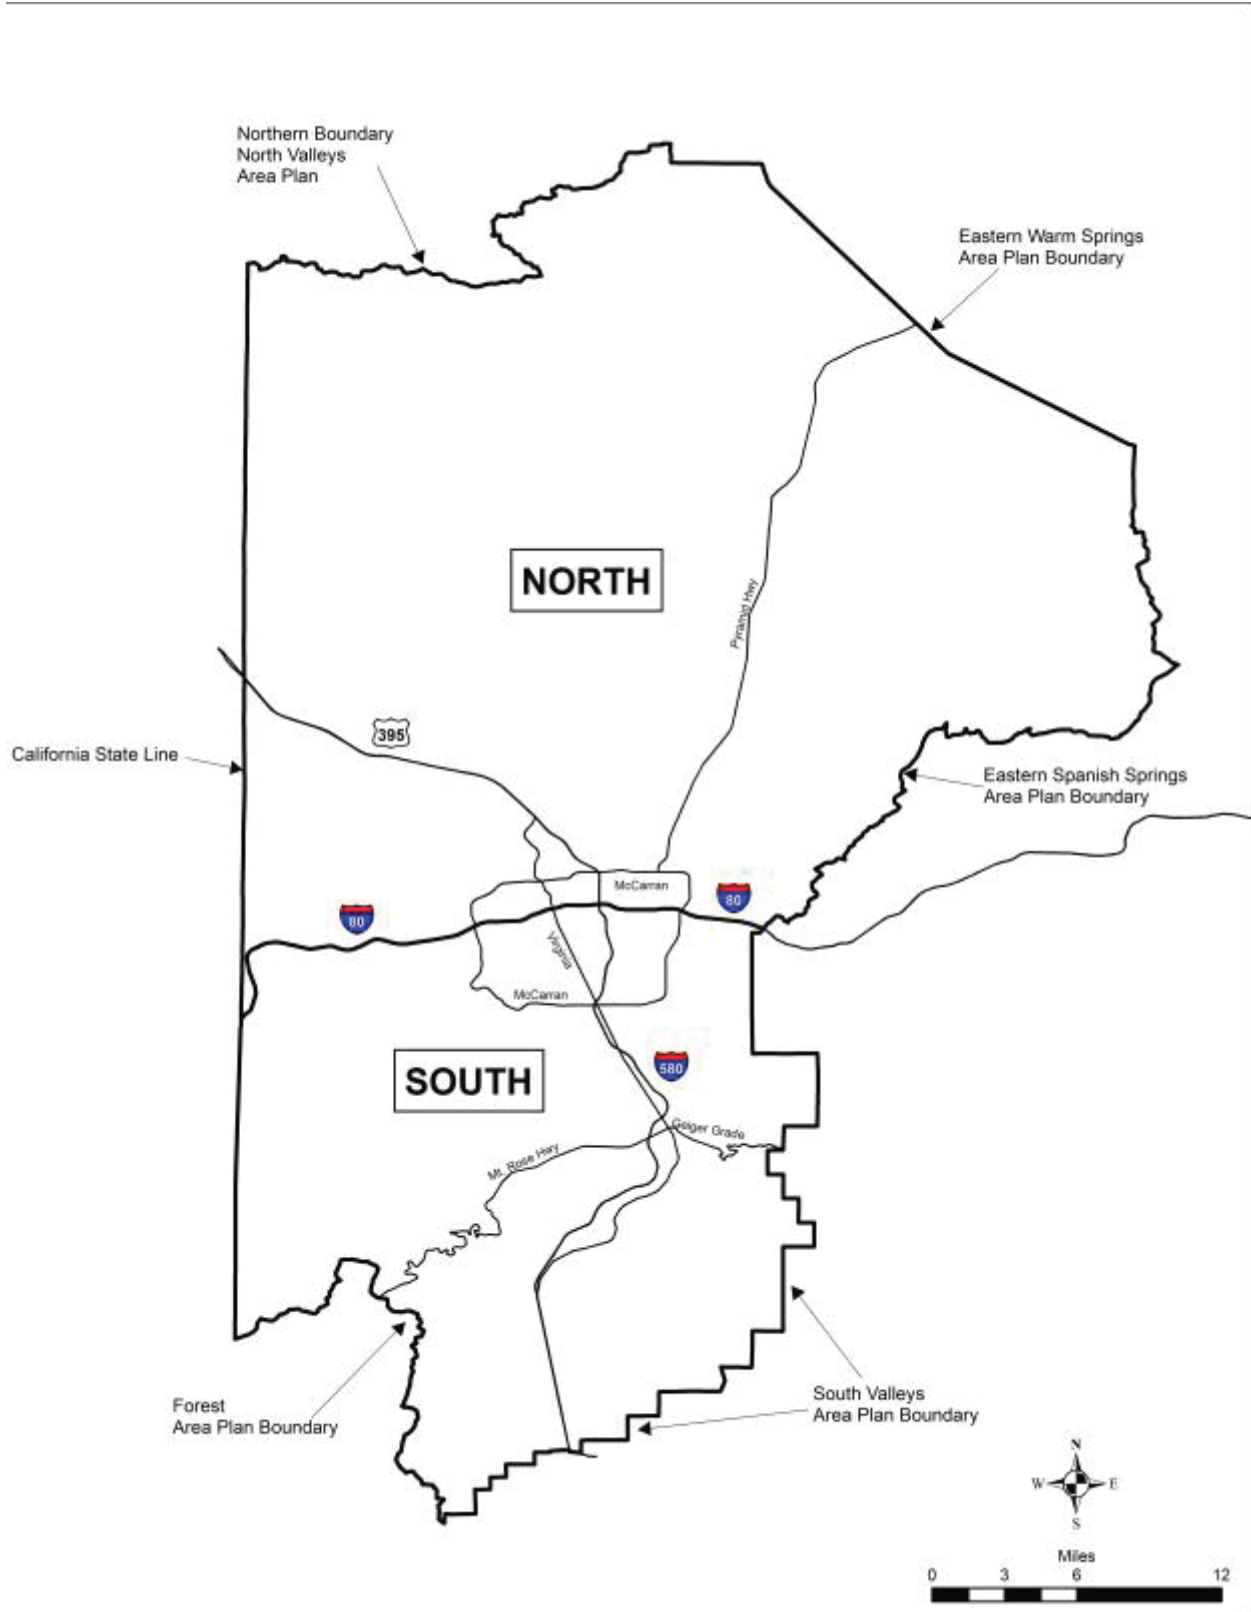 Northern Boundary
North Valleys
Area Plan
Eastern Warm Springs
Area Plan Boundary
NORTH
Pyramid Hwy
395
California State Line
Eastern Spanish Springs
Area Plan Boundary
McCarran
80
80
Virginia
McCarran
580
SOUTH
Geiger Grade
Mt. Rose Hwy
South Valleys
Area Plan Boundary
Forest
Area Plan Boundary
N
W
E
S
Miles
0 3 6 12